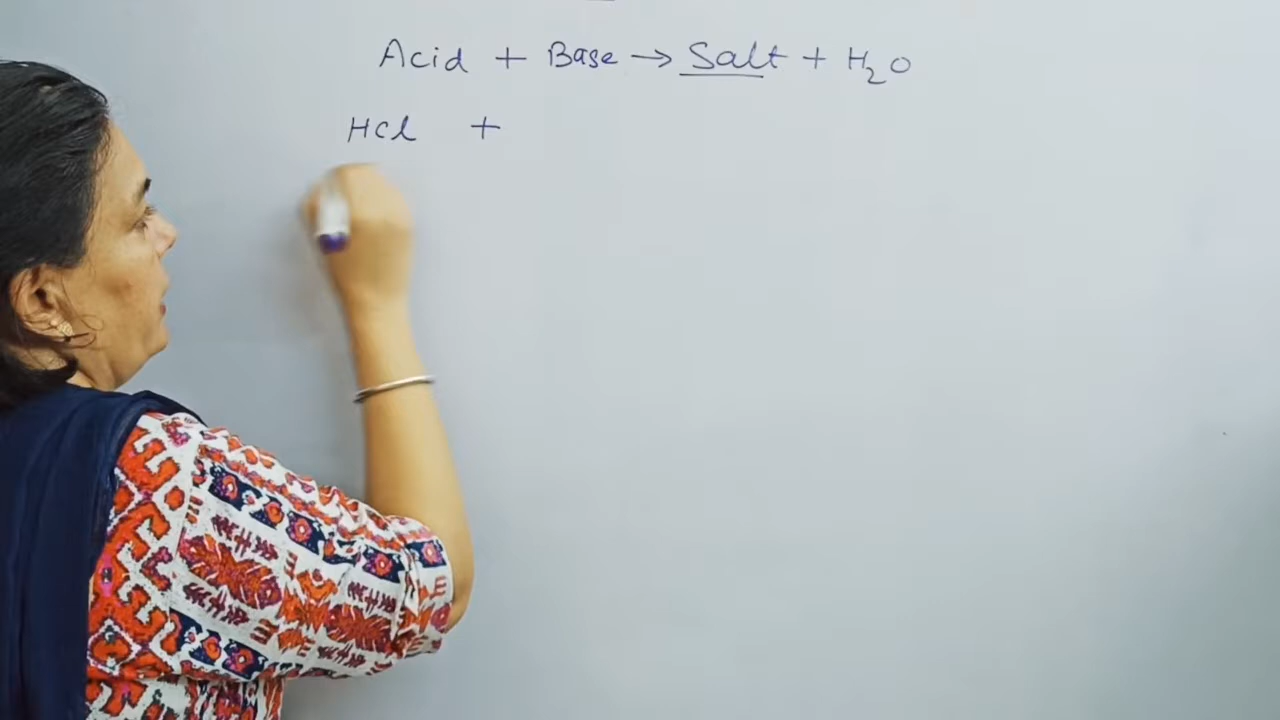 Acid + Base → Salt + H₂O
HCl +